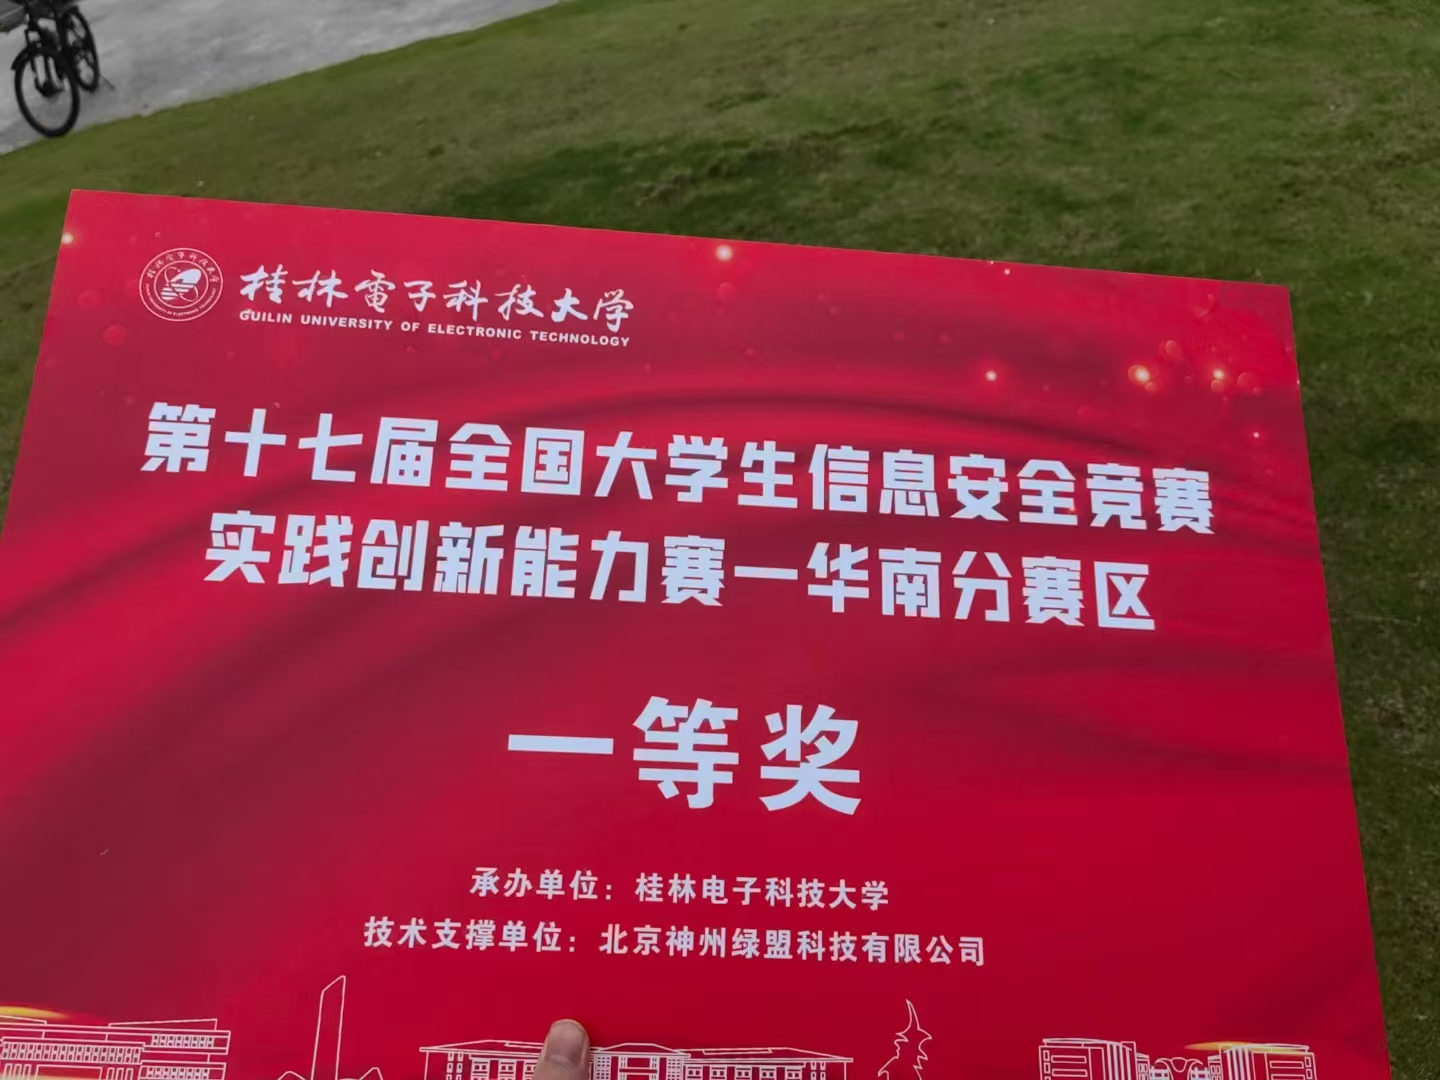 桂林電子科技大学
GUILIN UNIVERSITY OF ELECTRONIC TECHNOLOGY
第十七届全国大学生信息安全竞赛
实践创新能力赛—华南分赛区
一等奖
承办单位：桂林电子科技大学
技术支撑单位：北京神州绿盟科技有限公司